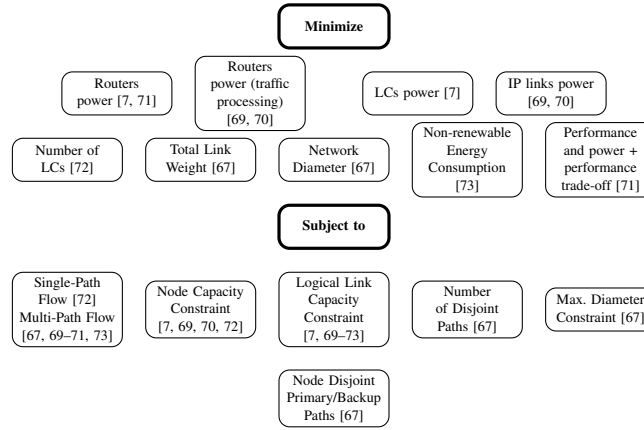 Minimize
Routers
power [7, 71]
Routers
power (traffic
processing)
[69, 70]
LCs power [7]
IP links power
[69, 70]
Number of
LCs [72]
Total Link
Weight [67]
Network
Diameter [67]
Non-renewable
Energy
Consumption
[73]
Performance
and power +
performance
trade-off [71]
Subject to
Single-Path
Flow [72]
Multi-Path Flow
[67, 69–71, 73]
Node Capacity
Constraint
[7, 69, 70, 72]
Logical Link
Capacity
Constraint
[7, 69–73]
Number
of Disjoint
Paths [67]
Max. Diameter
Constraint [67]
Node Disjoint
Primary/Backup
Paths [67]